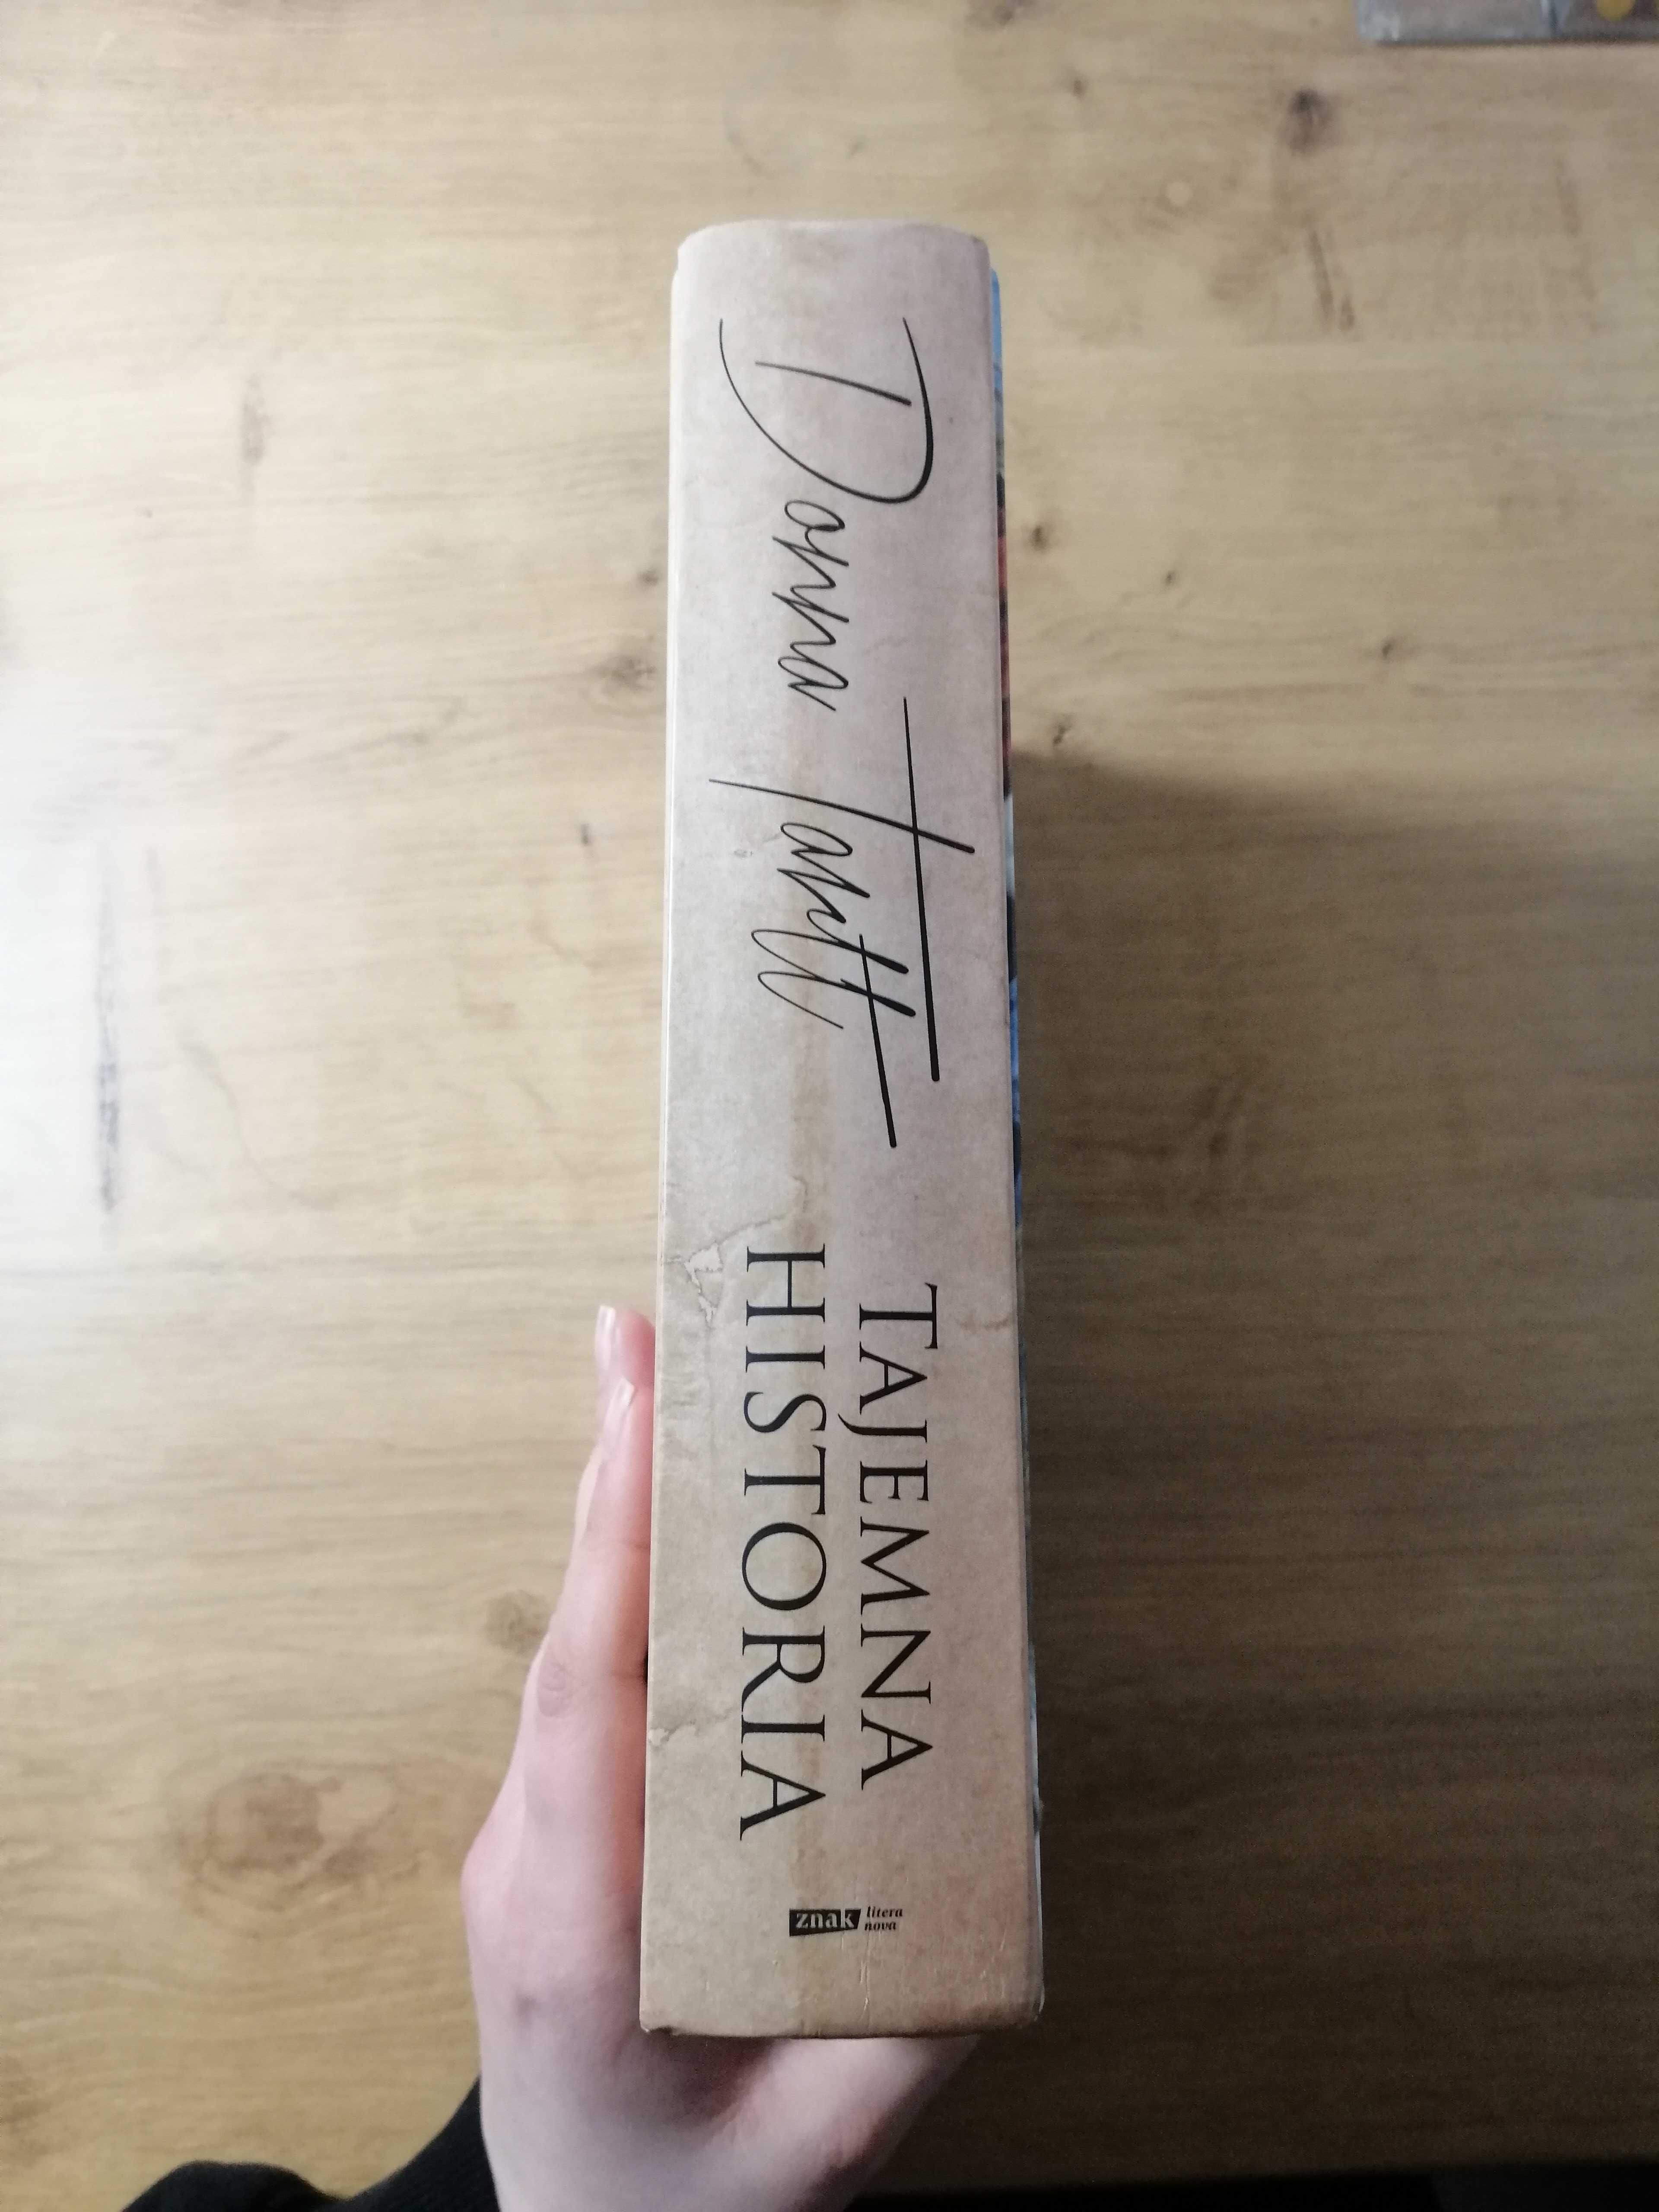 Donna Tartt
TAJEMNA
HISTORIA
znak litera
nova